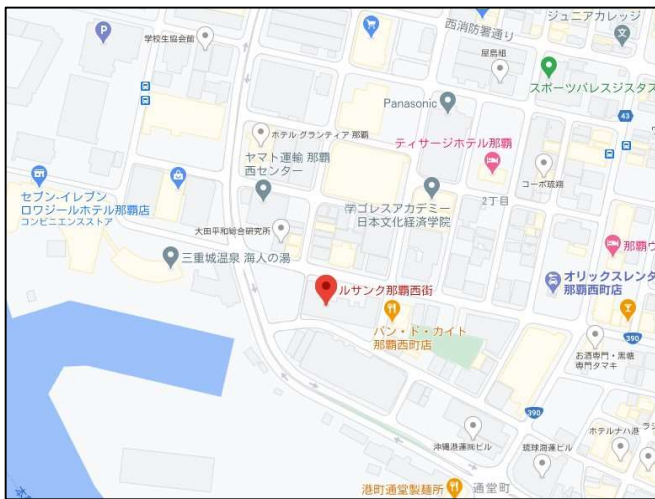 西消防署通り
ジュニアカレッジ
学校生協会館
屋島組
スポーツパレスジスタス
Panasonic
43
ホテル グランティア 那覇
ティサージホテル那覇
ヤマト運輸 那覇
西センター
コーポ琉翔
セブン-イレブン
ロワジールホテル那覇店
コンビニエンスストア
学ゴレスアカデミー
日本文化経済学院
2丁目
大田平和総合研究所
三重城温泉 海人の湯
那覇ウ
オリックスレンタ
那覇西町店
ルサンク那覇西街
パン・ド・カイト
那覇西町店
390
お酒専門・黒糖
専門タマキ
390
沖縄港運㈲ビル
琉球海運ビル
ホテルナハ港
ラジ
港町通堂製麺所
通堂町